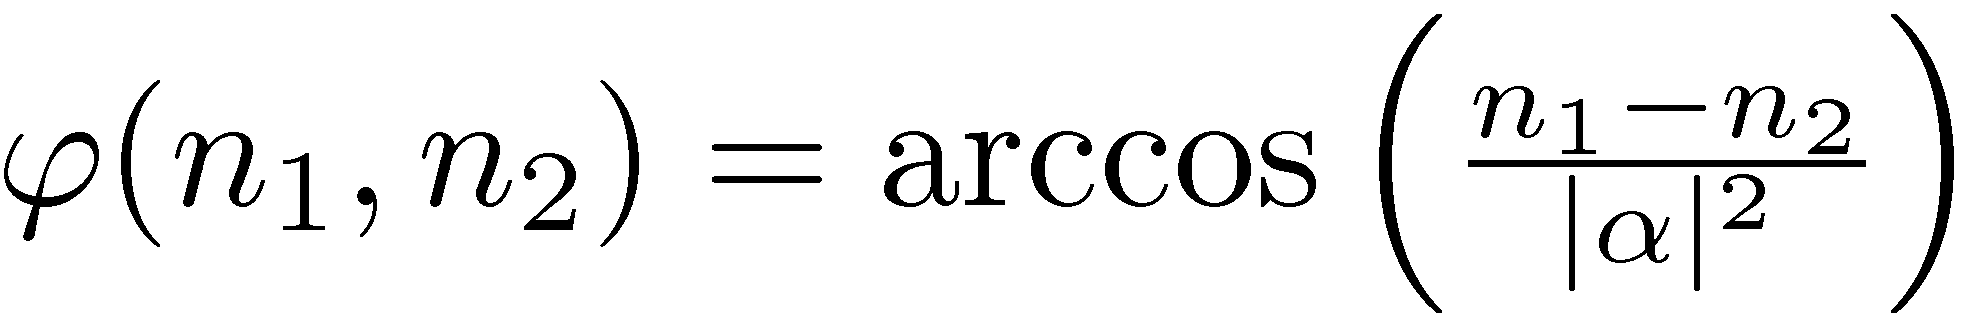 φ(n₁, n₂) = arccos((n₁−n₂)/|α|²)